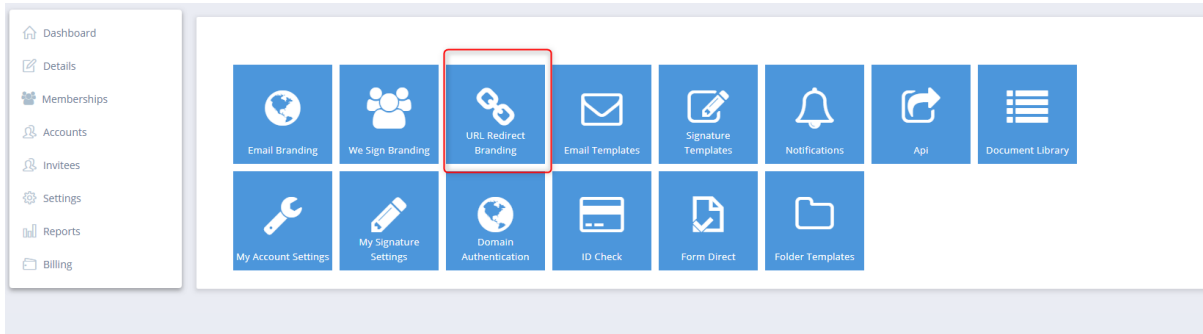 Dashboard
Details
Memberships
Accounts
Invitees
Settings
Reports
Billing
Email Branding
We Sign Branding
URL Redirect
Branding
Email Templates
Signature
Templates
Notifications
Api
Document Library
My Account Settings
My Signature
Settings
Domain
Authentication
ID Check
Form Direct
Folder Templates